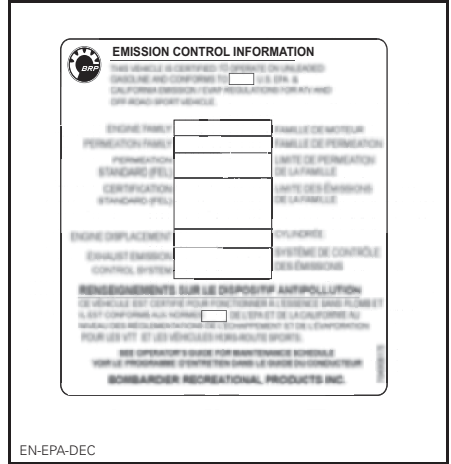 BRP
EMISSION CONTROL INFORMATION
THIS VEHICLE IS CERTIFIED TO OPERATE ON UNLEADED
GASOLINE AND CONFORMS TO U.S. EPA &
CALIFORNIA EMISSION / EVAP REGULATIONS FOR ATV AND
OFF ROAD SPORT VEHICLE.
ENGINE FAMILY FAMILLE DE MOTEUR
PERMEATION FAMILY FAMILLE DE PERMEATION
PERMEATION LIMITE DE PERMEATION
STANDARD (FEL) DE LA FAMILLE
CERTIFICATION LIMITE DES ÉMISSIONS
STANDARD (FEL) DE LA FAMILLE
ENGINE DISPLACEMENT CYLINDRÉE
EXHAUST EMISSION SYSTÈME DE CONTRÔLE
CONTROL SYSTEM DES ÉMISSIONS
RENSEIGNEMENTS SUR LE DISPOSITIF ANTIPOLLUTION
CE VÉHICULE EST CERTIFIÉ POUR FONCTIONNER À L'ESSENCE SANS PLOMB ET
IL EST CONFORME AUX NORMES DE L'EPA ET DE LA CALIFORNIE AU
NIVEAU DES RÉGLEMENTATIONS DE L'ÉCHAPPEMENT ET DE L'ÉVAPORATION
POUR LES VTT ET LES VÉHICULES HORS-ROUTE SPORTS.
SEE OPERATOR'S GUIDE FOR MAINTENANCE SCHEDULE
VOIR LE PROGRAMME D'ENTRETIEN DANS LE GUIDE DU CONDUCTEUR
BOMBARDIER RECREATIONAL PRODUCTS INC.
EN-EPA-DEC